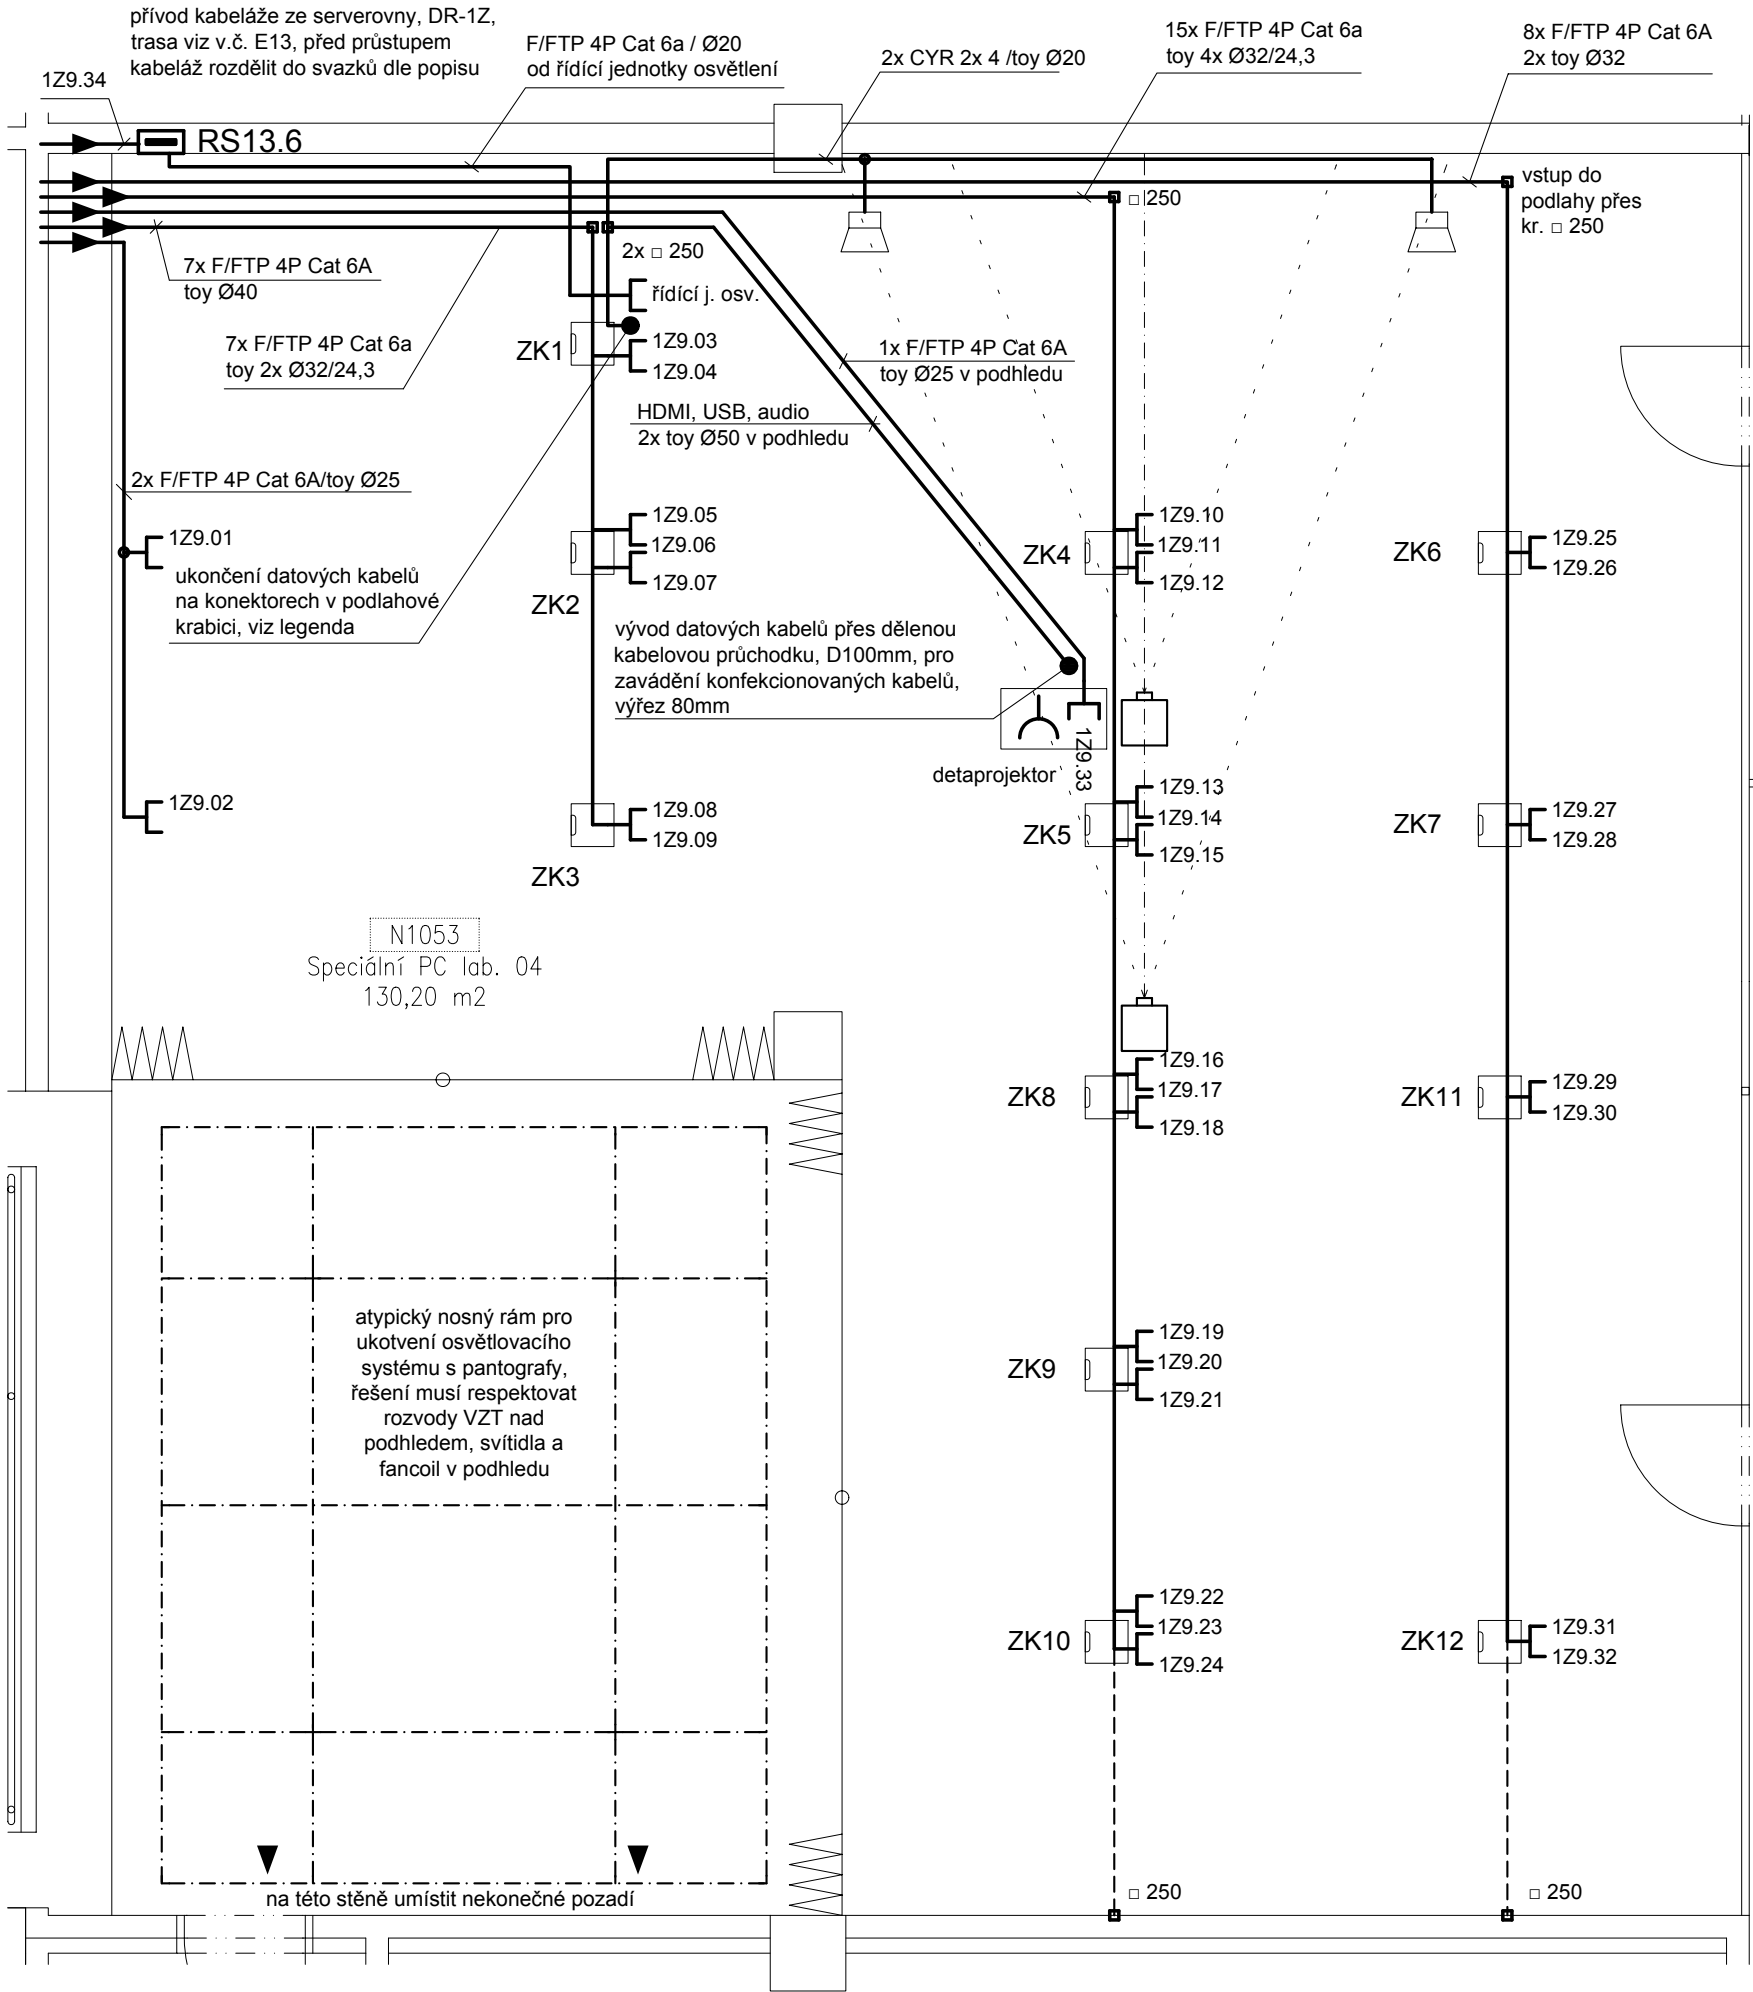 přívod kabeláže ze serverovny, DR-1Z,
trasa viz v.č. E13, před průstupem
kabeláž rozdělit do svazků dle popisu
1Z9.34
F/FTP 4P Cat 6a / Ø20
od řídící jednotky osvětlení
2x CYR 2x 4 /toy Ø20
15x F/FTP 4P Cat 6a
toy 4x Ø32/24,3
8x F/FTP 4P Cat 6A
2x toy Ø32
RS13.6
□ 250
vstup do
podlahy přes
kr. □ 250
2x □ 250
7x F/FTP 4P Cat 6A
toy Ø40
řídící j. osv.
7x F/FTP 4P Cat 6a
toy 2x Ø32/24,3
ZK1
1Z9.03
1Z9.04
1x F/FTP 4P Cat 6A
toy Ø25 v podhledu
HDMI, USB, audio
2x toy Ø50 v podhledu
2x F/FTP 4P Cat 6A/toy Ø25
1Z9.01
ukončení datových kabelů
na konektorech v podlahové
krabici, viz legenda
1Z9.05
1Z9.06
1Z9.07
ZK2
ZK4
1Z9.10
1Z9.11
1Z9.12
ZK6
1Z9.25
1Z9.26
vývod datových kabelů přes dělenou
kabelovou průchodku, D100mm, pro
zavádění konfekcionovaných kabelů,
výřez 80mm
1Z9.33
detaprojektor
1Z9.02
1Z9.08
1Z9.09
ZK3
ZK5
1Z9.13
1Z9.14
1Z9.15
ZK7
1Z9.27
1Z9.28
N1053
Speciální PC lab. 04
130,20 m2
ZK8
1Z9.16
1Z9.17
1Z9.18
ZK11
1Z9.29
1Z9.30
atypický nosný rám pro
ukotvení osvětlovacího
systému s pantografy,
řešení musí respektovat
rozvody VZT nad
podhledem, svítidla a
fancoil v podhledu
ZK9
1Z9.19
1Z9.20
1Z9.21
ZK10
1Z9.22
1Z9.23
1Z9.24
ZK12
1Z9.31
1Z9.32
na této stěně umístit nekonečné pozadí
□ 250
□ 250